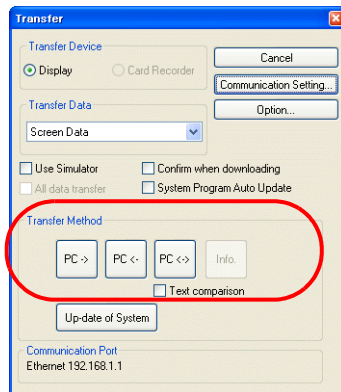 Transfer
Transfer Device
Display
Card Recorder
Cancel
Communication Setting...
Option...
Transfer Data
Screen Data
Use Simulator
Confirm when downloading
All data transfer
System Program Auto Update
Transfer Method
PC ->
PC <-
PC <->
Info.
Text comparison
Up-date of System
Communication Port
Ethernet 192.168.1.1